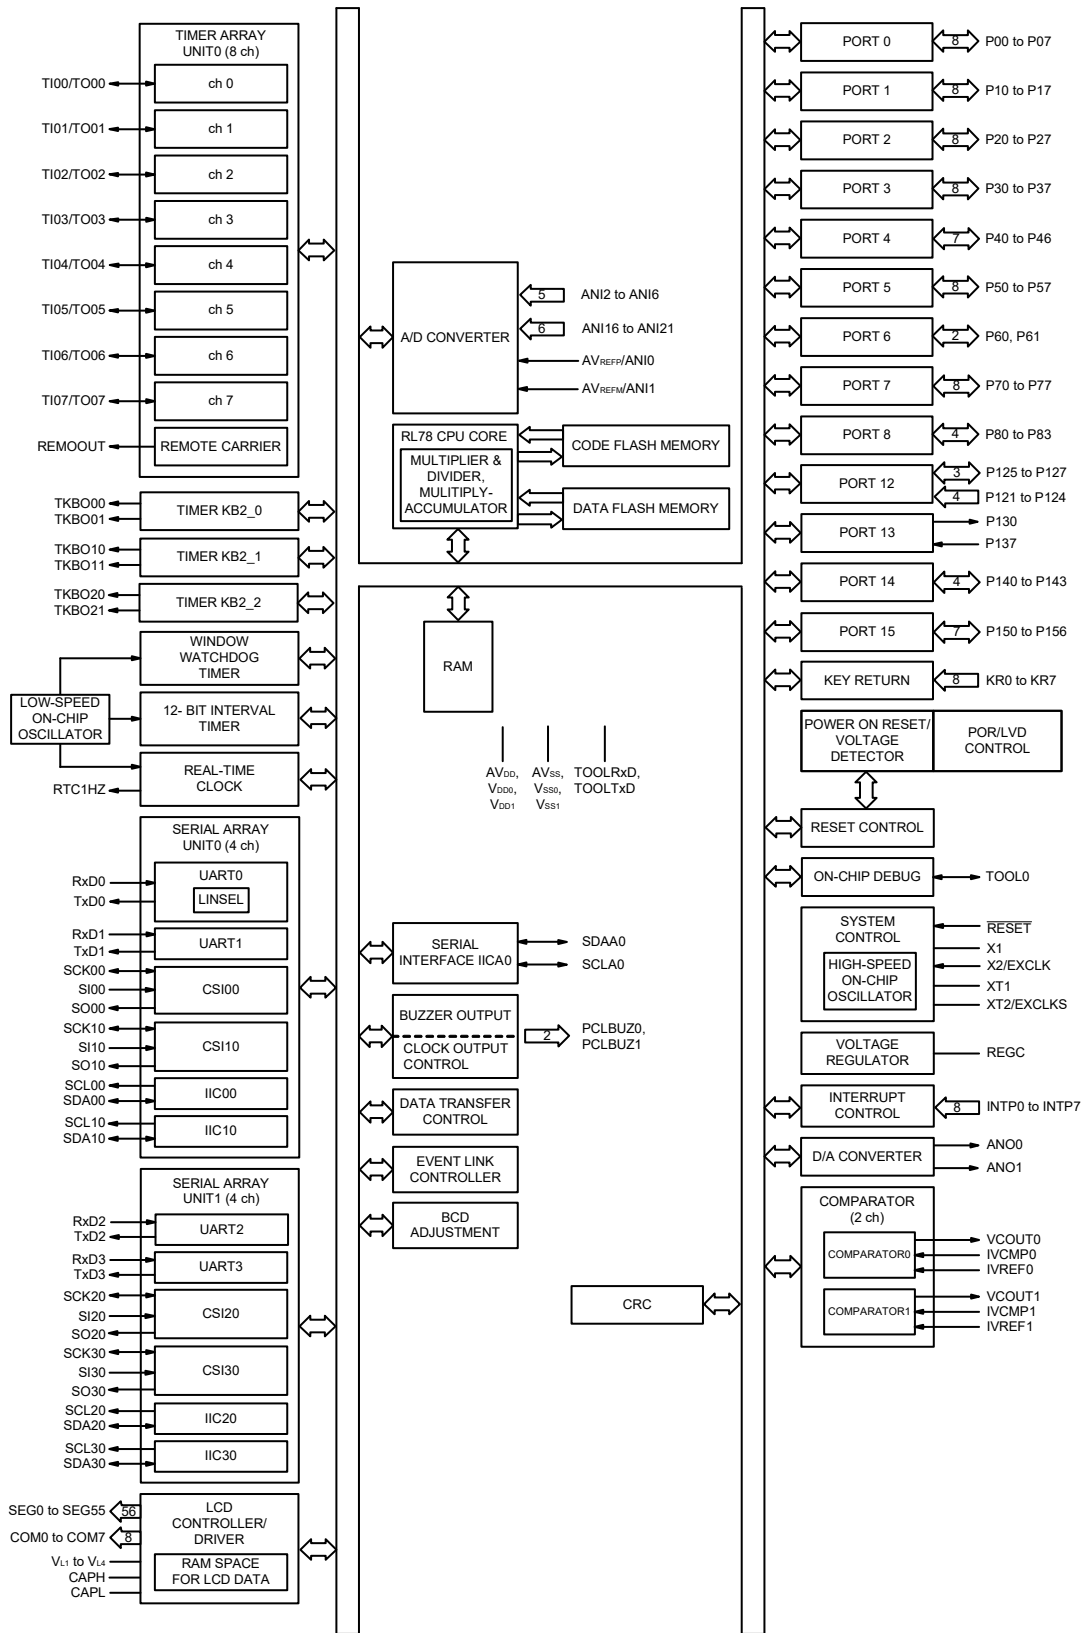 TIMER ARRAY
UNIT0 (8 ch)
TI00/TO00
ch 0
TI01/TO01
ch 1
TI02/TO02
ch 2
TI03/TO03
ch 3
TI04/TO04
ch 4
TI05/TO05
ch 5
TI06/TO06
ch 6
TI07/TO07
ch 7
REMOOUT
REMOTE CARRIER
TKBO00
TKBO01
TIMER KB2_0
TKBO10
TKBO11
TIMER KB2_1
TKBO20
TKBO21
TIMER KB2_2
WINDOW
WATCHDOG
TIMER
LOW-SPEED
ON-CHIP
OSCILLATOR
12- BIT INTERVAL
TIMER
REAL-TIME
CLOCK
RTC1HZ
SERIAL ARRAY
UNIT0 (4 ch)
RxD0
TxD0
UART0
LINSEL
RxD1
TxD1
UART1
SCK00
SI00
SO00
CSI00
SCK10
SI10
SO10
CSI10
SCL00
SDA00
IIC00
SCL10
SDA10
IIC10
SERIAL ARRAY
UNIT1 (4 ch)
RxD2
TxD2
UART2
RxD3
TxD3
UART3
SCK20
SI20
SO20
CSI20
SCK30
SI30
SO30
CSI30
SCL20
SDA20
IIC20
SCL30
SDA30
IIC30
SEG0 to SEG55
56
COM0 to COM7
8
VL1 to VL4
CAPH
CAPL
LCD
CONTROLLER/
DRIVER
RAM SPACE
FOR LCD DATA
A/D CONVERTER
5
ANI2 to ANI6
6
ANI16 to ANI21
AVREFP/ANI0
AVREFM/ANI1
RL78 CPU CORE
MULTIPLIER &
DIVIDER,
MULITIPLY-
ACCUMULATOR
CODE FLASH MEMORY
DATA FLASH MEMORY
RAM
AVDD,
VDD0,
VDD1
AVSS,
VSS0,
VSS1
TOOLRxD,
TOOLTxD
SERIAL
INTERFACE IICA0
SDAA0
SCLA0
BUZZER OUTPUT
CLOCK OUTPUT
CONTROL
2
PCLBUZ0,
PCLBUZ1
DATA TRANSFER
CONTROL
EVENT LINK
CONTROLLER
BCD
ADJUSTMENT
CRC
PORT 0
8
P00 to P07
PORT 1
8
P10 to P17
PORT 2
8
P20 to P27
PORT 3
8
P30 to P37
PORT 4
7
P40 to P46
PORT 5
8
P50 to P57
PORT 6
2
P60, P61
PORT 7
8
P70 to P77
PORT 8
4
P80 to P83
PORT 12
3
P125 to P127
4
P121 to P124
PORT 13
P130
P137
PORT 14
4
P140 to P143
PORT 15
7
P150 to P156
KEY RETURN
8
KR0 to KR7
POWER ON RESET/
VOLTAGE
DETECTOR
POR/LVD
CONTROL
RESET CONTROL
ON-CHIP DEBUG
TOOL0
SYSTEM
CONTROL
HIGH-SPEED
ON-CHIP
OSCILLATOR
RESET
X1
X2/EXCLK
XT1
XT2/EXCLKS
VOLTAGE
REGULATOR
REGC
INTERRUPT
CONTROL
8
INTP0 to INTP7
D/A CONVERTER
ANO0
ANO1
COMPARATOR
(2 ch)
COMPARATOR0
VCOUT0
IVCMP0
IVREF0
COMPARATOR1
VCOUT1
IVCMP1
IVREF1